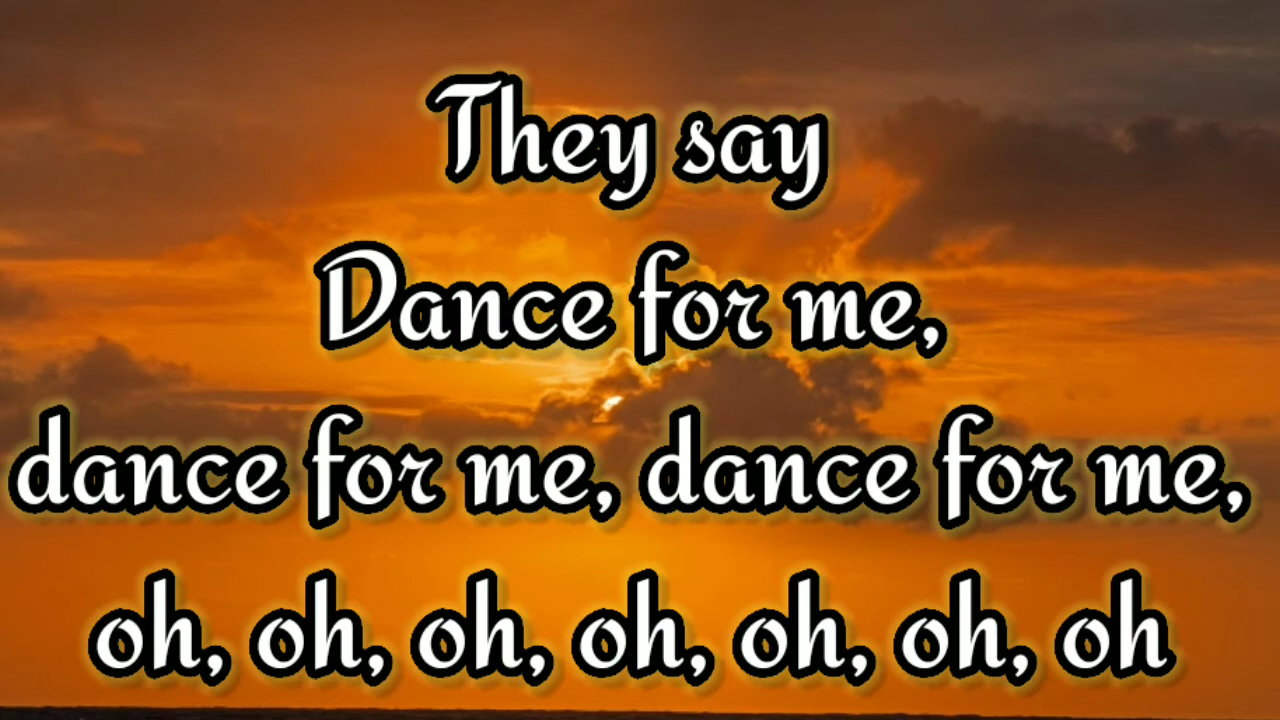 They say
Dance for me,
dance for me, dance for me,
oh, oh, oh, oh, oh, oh, oh